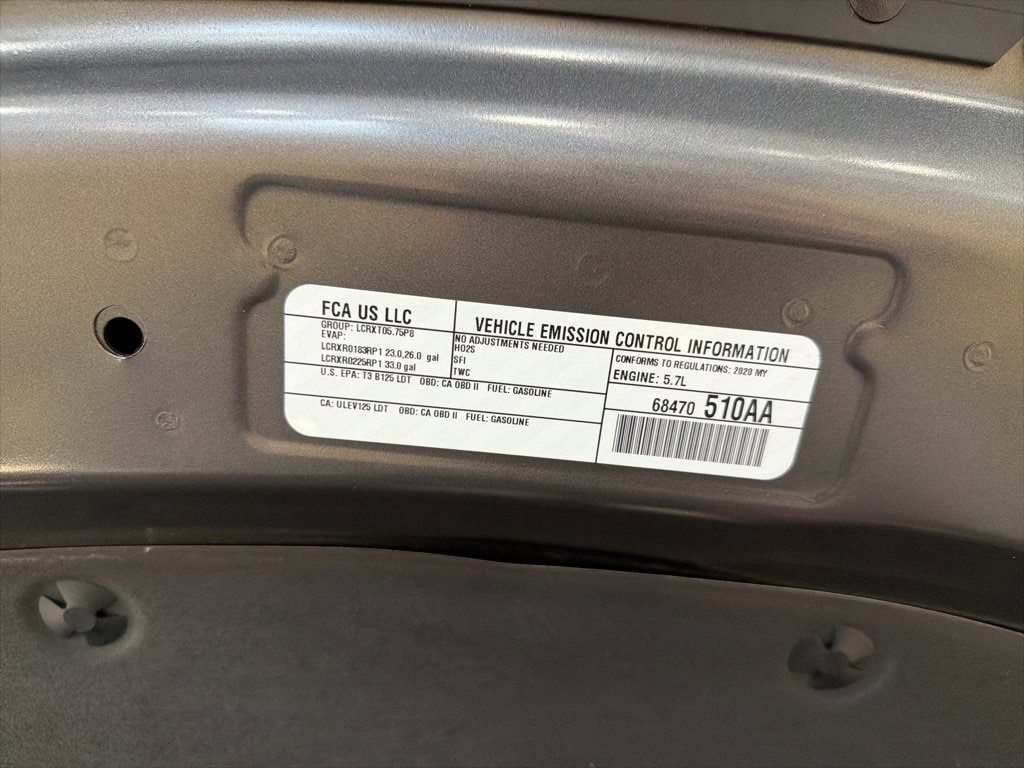 FCA US LLC
GROUP: LCRXT05.75P8
EVAP:
LCRXR0183RP1 23.0,26.0 gal
LCRXR0225RP1 33.0 gal
VEHICLE EMISSION CONTROL INFORMATION
NO ADJUSTMENTS NEEDED
HO2S
SFI
TWC
CONFORMS TO REGULATIONS: 2020 MY
ENGINE: 5.7L
U.S. EPA: T3 B125 LDT OBD: CA OBD II FUEL: GASOLINE
CA: ULEV125 LDT OBD: CA OBD II FUEL: GASOLINE
68470 510AA